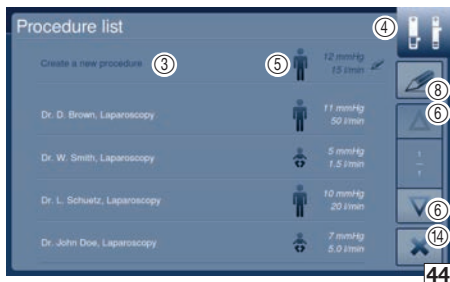 Procedure list
④
Create a new procedure ③ ⑤ 12 mmHg
15 l/min
⑧
⑥
Dr. D. Brown, Laparoscopy 11 mmHg
50 l/min
Dr. W. Smith, Laparoscopy 5 mmHg
1.5 l/min
1
1
Dr. L. Schuetz, Laparoscopy 10 mmHg
20 l/min
⑥
Dr. John Doe, Laparoscopy 7 mmHg
5.0 l/min
⑭
44